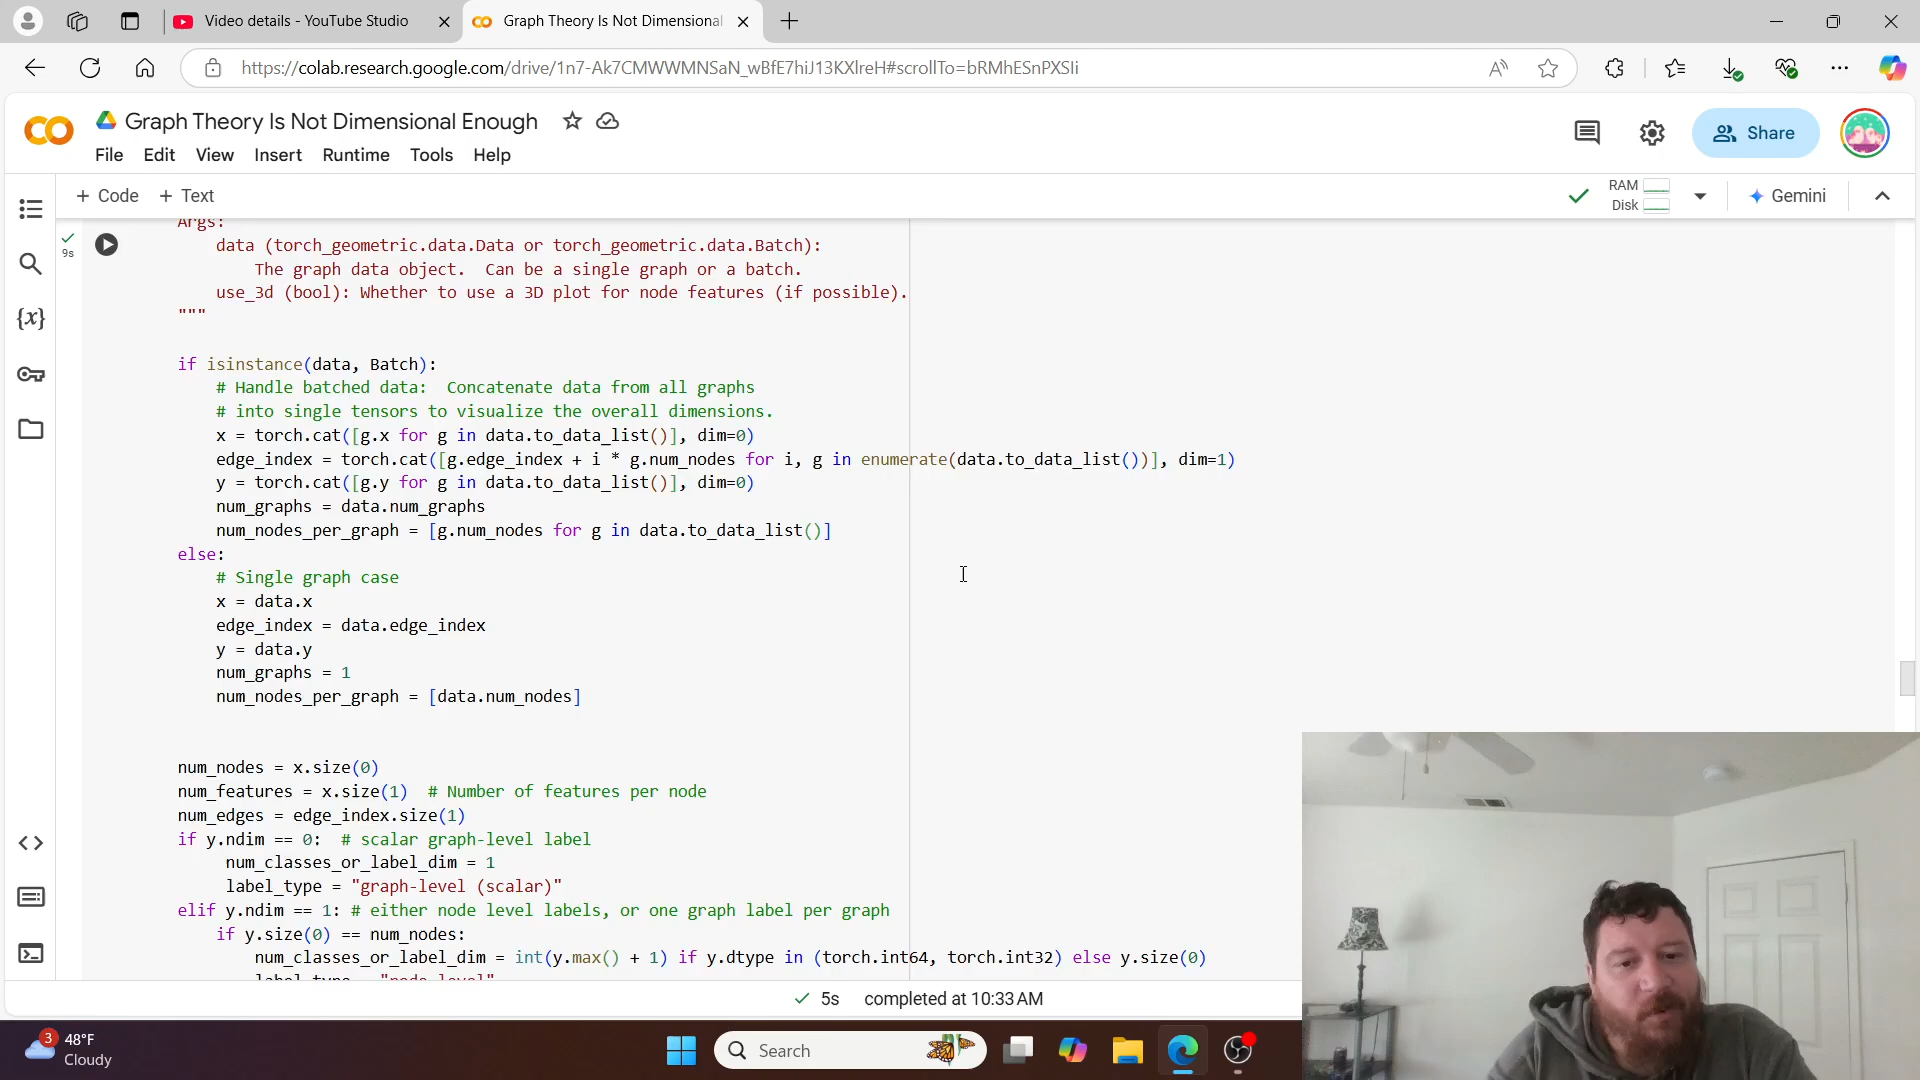 Video details - YouTube Studio
Graph Theory Is Not Dimensional
https://colab.research.google.com/drive/1n7-Ak7CMWWMNSaN_wBfE7hiJ13KXlreH#scrollTo=bRMhESnPXSIi
Graph Theory Is Not Dimensional Enough
File Edit View Insert Runtime Tools Help
Share
+ Code + Text
RAM
Disk
Gemini
9s
Args:
data (torch_geometric.data.Data or torch_geometric.data.Batch):
The graph data object.  Can be a single graph or a batch.
use_3d (bool): Whether to use a 3D plot for node features (if possible).
"""
if isinstance(data, Batch):
# Handle batched data:  Concatenate data from all graphs
# into single tensors to visualize the overall dimensions.
x = torch.cat([g.x for g in data.to_data_list()], dim=0)
edge_index = torch.cat([g.edge_index + i * g.num_nodes for i, g in enumerate(data.to_data_list())], dim=1)
y = torch.cat([g.y for g in data.to_data_list()], dim=0)
num_graphs = data.num_graphs
num_nodes_per_graph = [g.num_nodes for g in data.to_data_list()]
else:
# Single graph case
x = data.x
edge_index = data.edge_index
y = data.y
num_graphs = 1
num_nodes_per_graph = [data.num_nodes]
num_nodes = x.size(0)
num_features = x.size(1)  # Number of features per node
num_edges = edge_index.size(1)
if y.ndim == 0:  # scalar graph-level label
num_classes_or_label_dim = 1
label_type = "graph-level (scalar)"
elif y.ndim == 1: # either node level labels, or one graph label per graph
if y.size(0) == num_nodes:
num_classes_or_label_dim = int(y.max() + 1) if y.dtype in (torch.int64, torch.int32) else y.size(0)
label_type = "node-level"
5s completed at 10:33 AM
3
48°F
Cloudy
Search